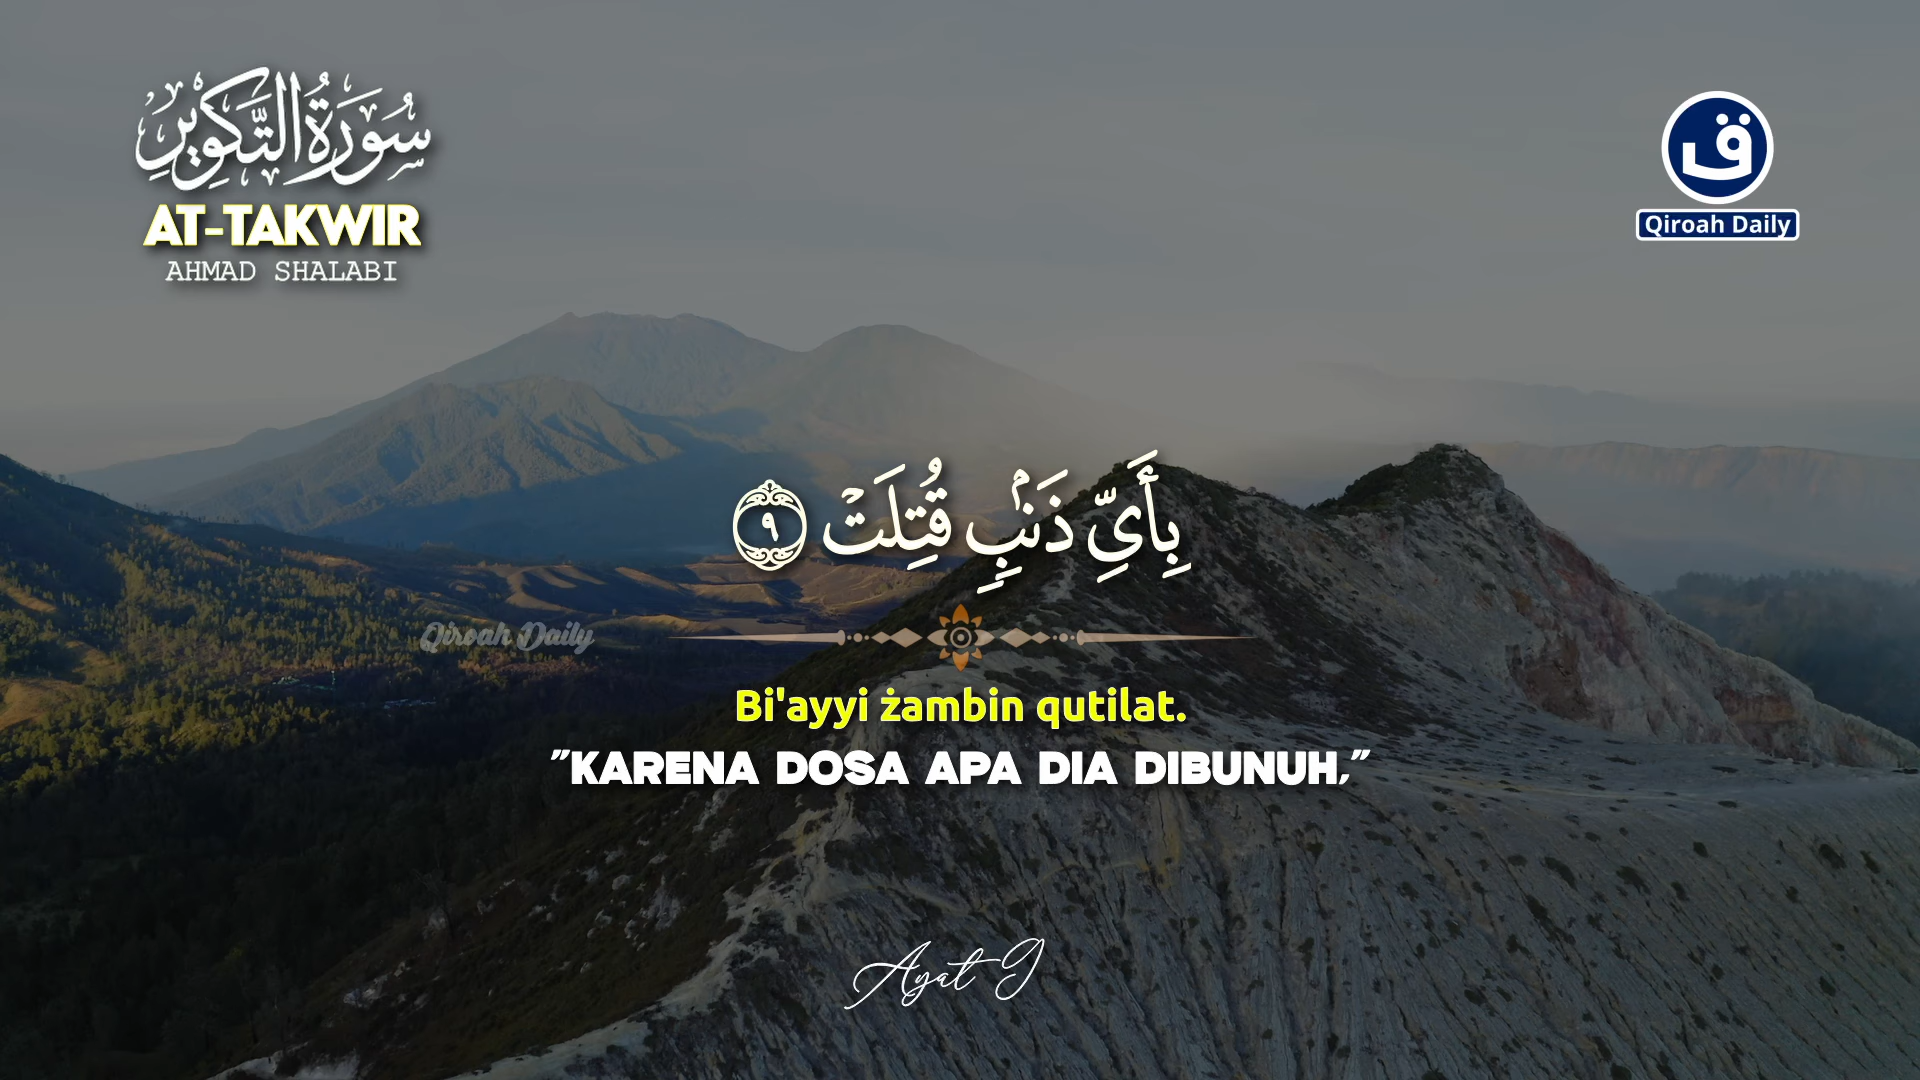 سُورَةُ التَّكْوِيرِ
AT-TAKWIR
AHMAD SHALABI
ق
Qiroah Daily
بِأَىِّ ذَنۢبٍ قُتِلَتْ ٩
Qiroah Daily
Bi'ayyi żambin qutilat.
"KARENA DOSA APA DIA DIBUNUH,"
Ayat 9